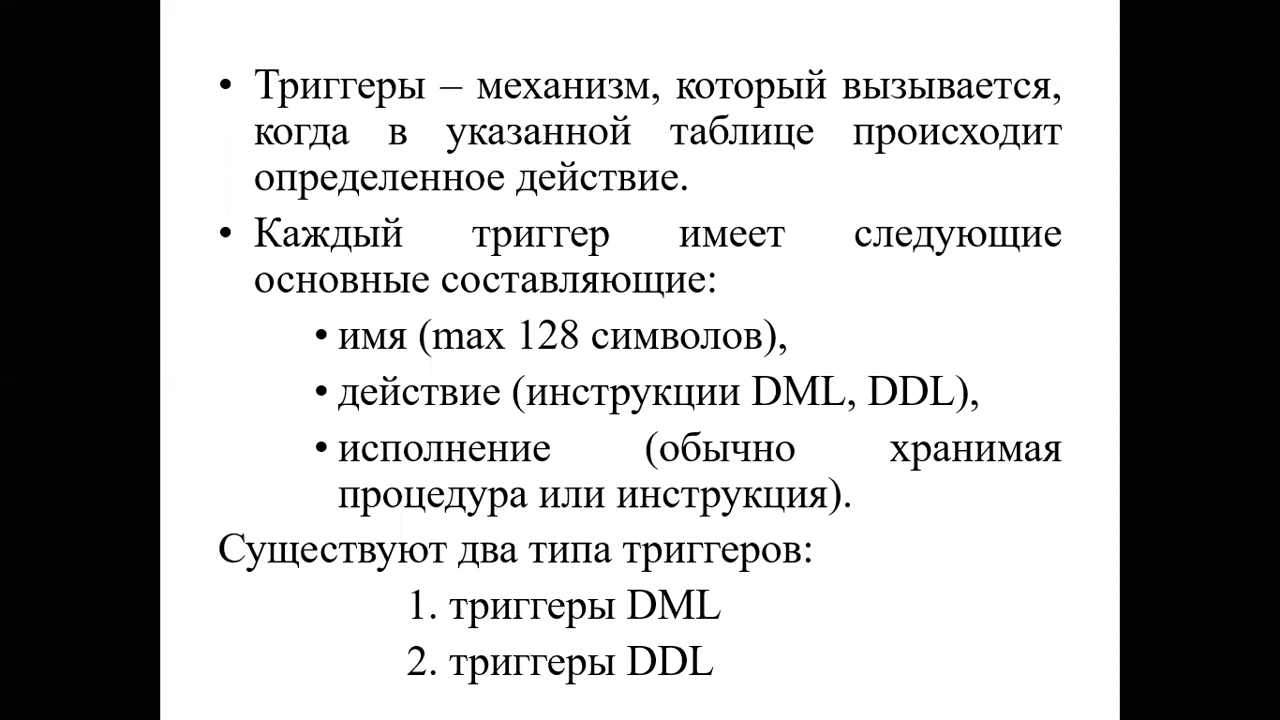 • Триггеры – механизм, который вызывается,
когда в указанной таблице происходит
определенное действие.
• Каждый триггер имеет следующие
основные составляющие:
• имя (max 128 символов),
• действие (инструкции DML, DDL),
• исполнение (обычно хранимая
процедура или инструкция).
Существуют два типа триггеров:
1. триггеры DML
2. триггеры DDL